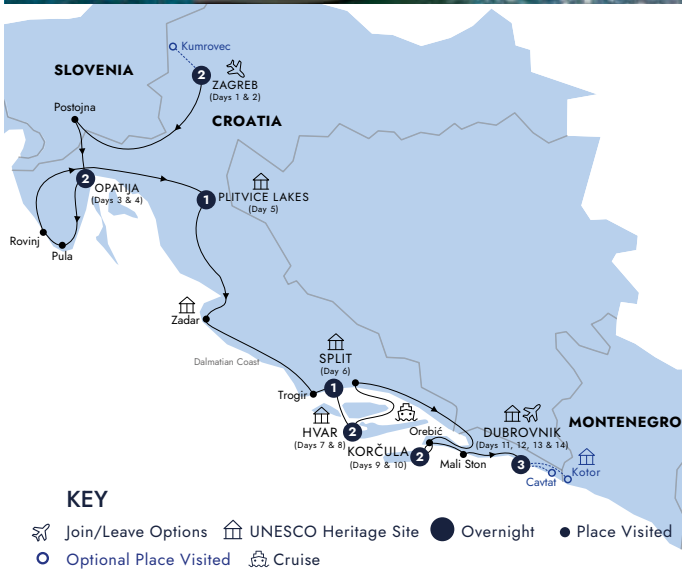 Kumrovec
SLOVENIA
2
ZAGREB
(Days 1 & 2)
Postojna
CROATIA
2
OPATIJA
(Days 3 & 4)
1
PLITVICE LAKES
(Day 5)
Rovinj
Pula
Zadar
Dalmatian Coast
SPLIT
(Day 6)
1
Trogir
HVAR
(Days 7 & 8)
2
Orebić
KORČULA
(Days 9 & 10)
2
Mali Ston
DUBROVNIK
(Days 11, 12, 13 & 14)
3
MONTENEGRO
Kotor
Cavtat
KEY
Join/Leave Options UNESCO Heritage Site Overnight Place Visited
Optional Place Visited Cruise